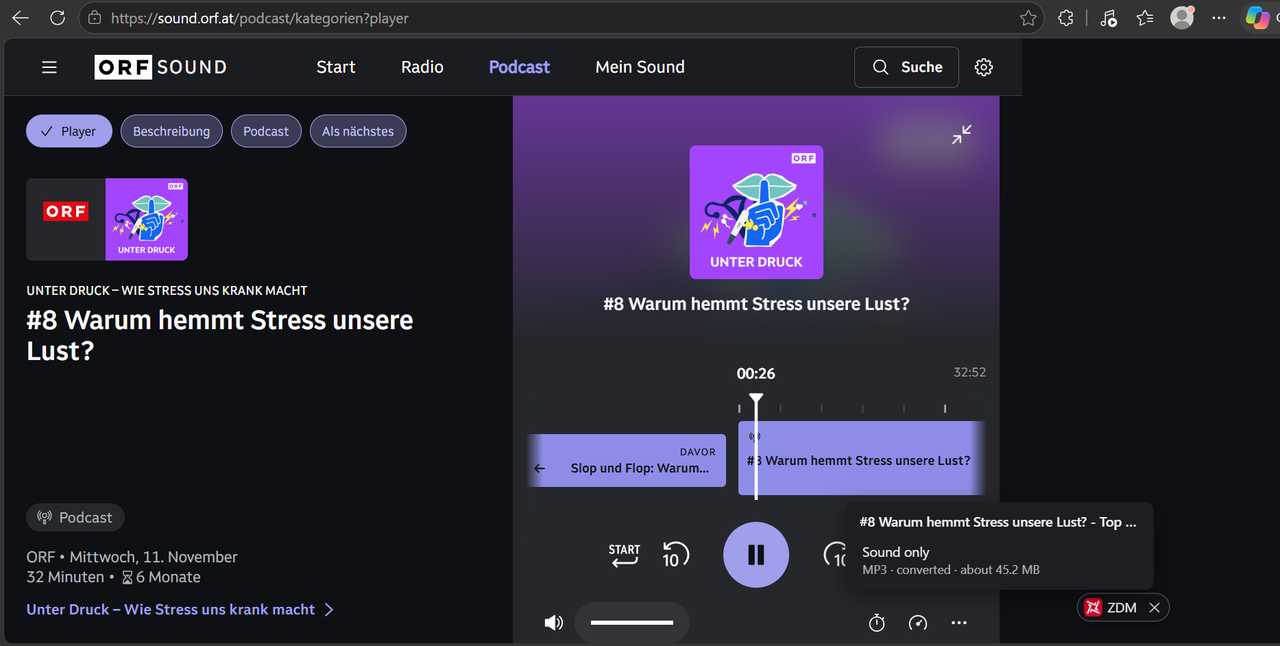 https://sound.orf.at/podcast/kategorien?player
ORF SOUND
Start
Radio
Podcast
Mein Sound
Suche
Player
Beschreibung
Podcast
Als nächstes
ORF
ORF
UNTER DRUCK
UNTER DRUCK – WIE STRESS UNS KRANK MACHT
#8 Warum hemmt Stress unsere
Lust?
Podcast
ORF • Mittwoch, 11. November
32 Minuten • 6 Monate
Unter Druck – Wie Stress uns krank macht
ORF
UNTER DRUCK
#8 Warum hemmt Stress unsere Lust?
00:26
32:52
DAVOR
Slop und Flop: Warum...
#8 Warum hemmt Stress unsere Lust?
START
10
10
#8 Warum hemmt Stress unsere Lust? - Top ...
Sound only
MP3 · converted · about 45.2 MB
ZDM